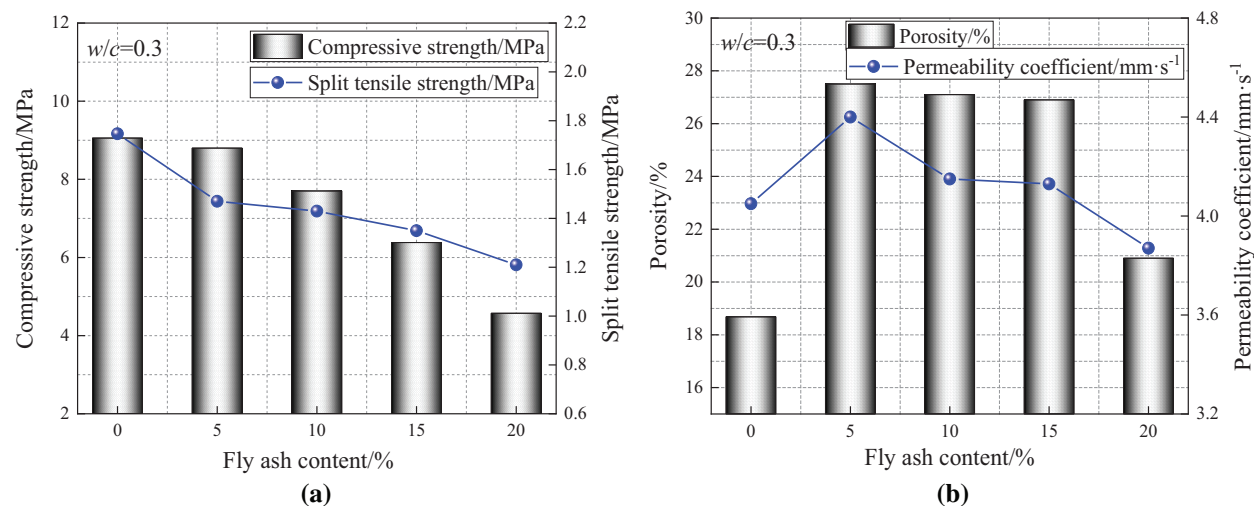 w/c=0.3
Compressive strength/MPa
Split tensile strength/MPa
Compressive strength/MPa
12
10
8
6
4
2
Split tensile strength/MPa
2.2
2.0
1.8
1.6
1.4
1.2
1.0
0.8
0.6
0 5 10 15 20
Fly ash content/%
(a)
w/c=0.3
Porosity/%
Permeability coefficient/mm·s⁻¹
Porosity/%
30
28
26
24
22
20
18
16
Permeability coefficient/mm·s⁻¹
4.8
4.4
4.0
3.6
3.2
0 5 10 15 20
Fly ash content/%
(b)